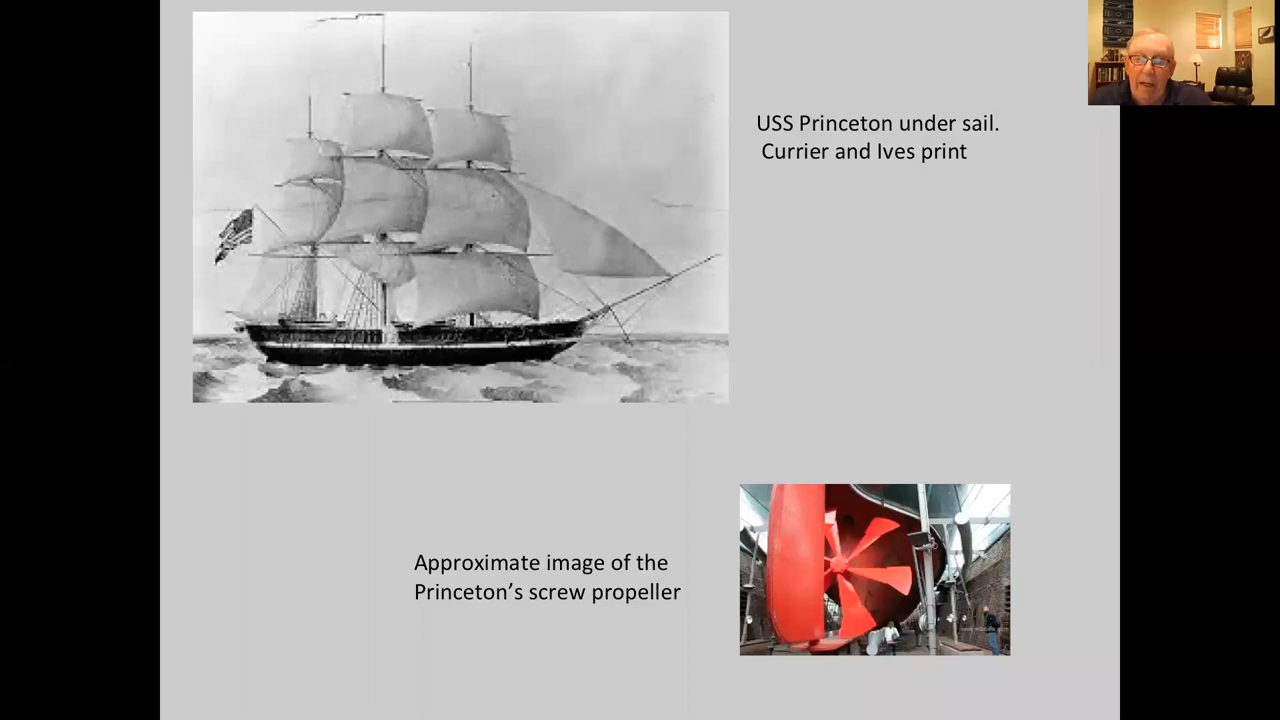 USS Princeton under sail.
Currier and Ives print
Approximate image of the
Princeton’s screw propeller